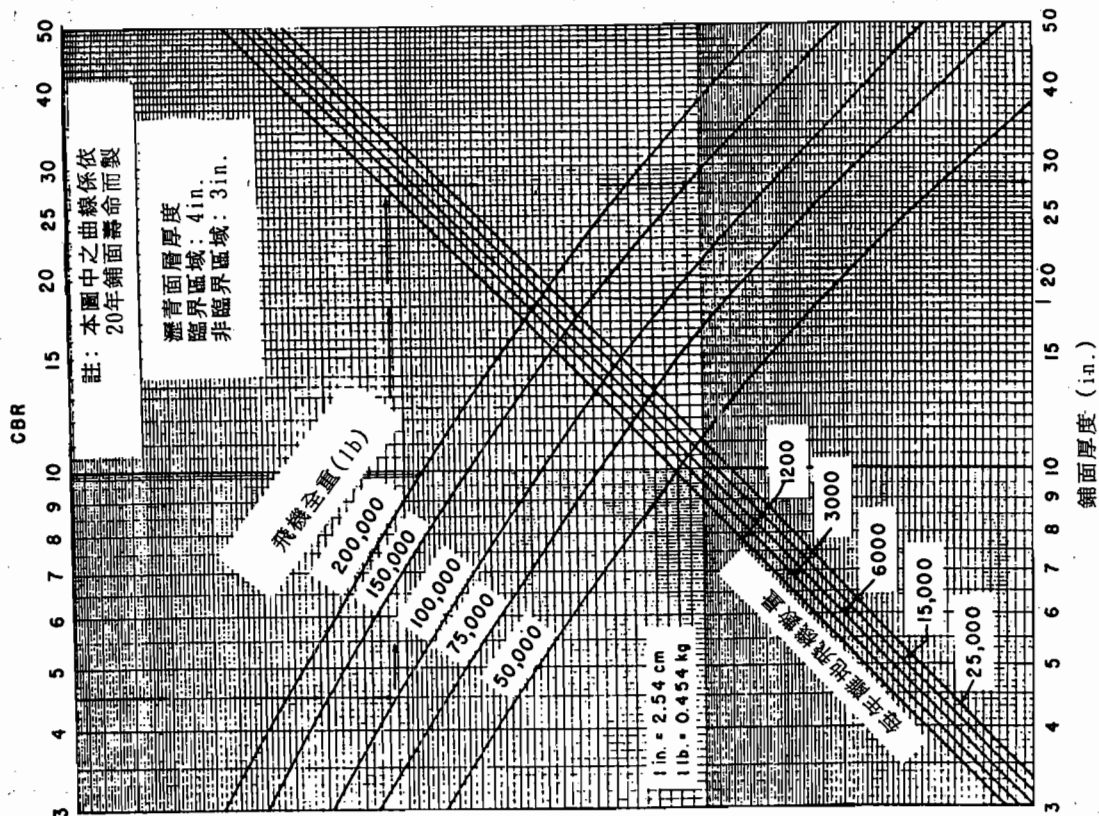 CBR
3 4 5 6 7 8 9 10 15 20 25 30 40 50
註: 本圖中之曲線係依
20年鋪面壽命而製
瀝青面層厚度
臨界區域: 4in.
非臨界區域: 3in.
飛機全重(lb)
200,000
150,000
100,000
75,000
50,000
1 in. = 2.54 cm
1 lb = 0.454 kg
每年離地飛機數量
1200
3000
6000
15,000
25,000
3 4 5 6 7 8 9 10 15 20 25 30 40 50
鋪面厚度 (in.)